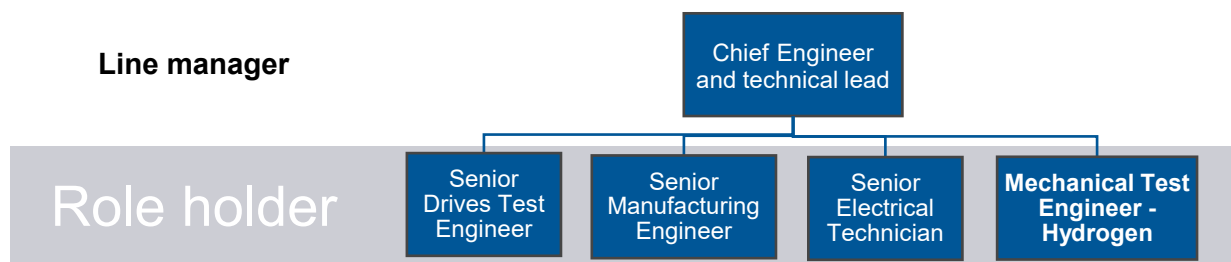 Line manager
Chief Engineer
and technical lead
Role holder
Senior
Drives Test
Engineer
Senior
Manufacturing
Engineer
Senior
Electrical
Technician
Mechanical Test
Engineer -
Hydrogen